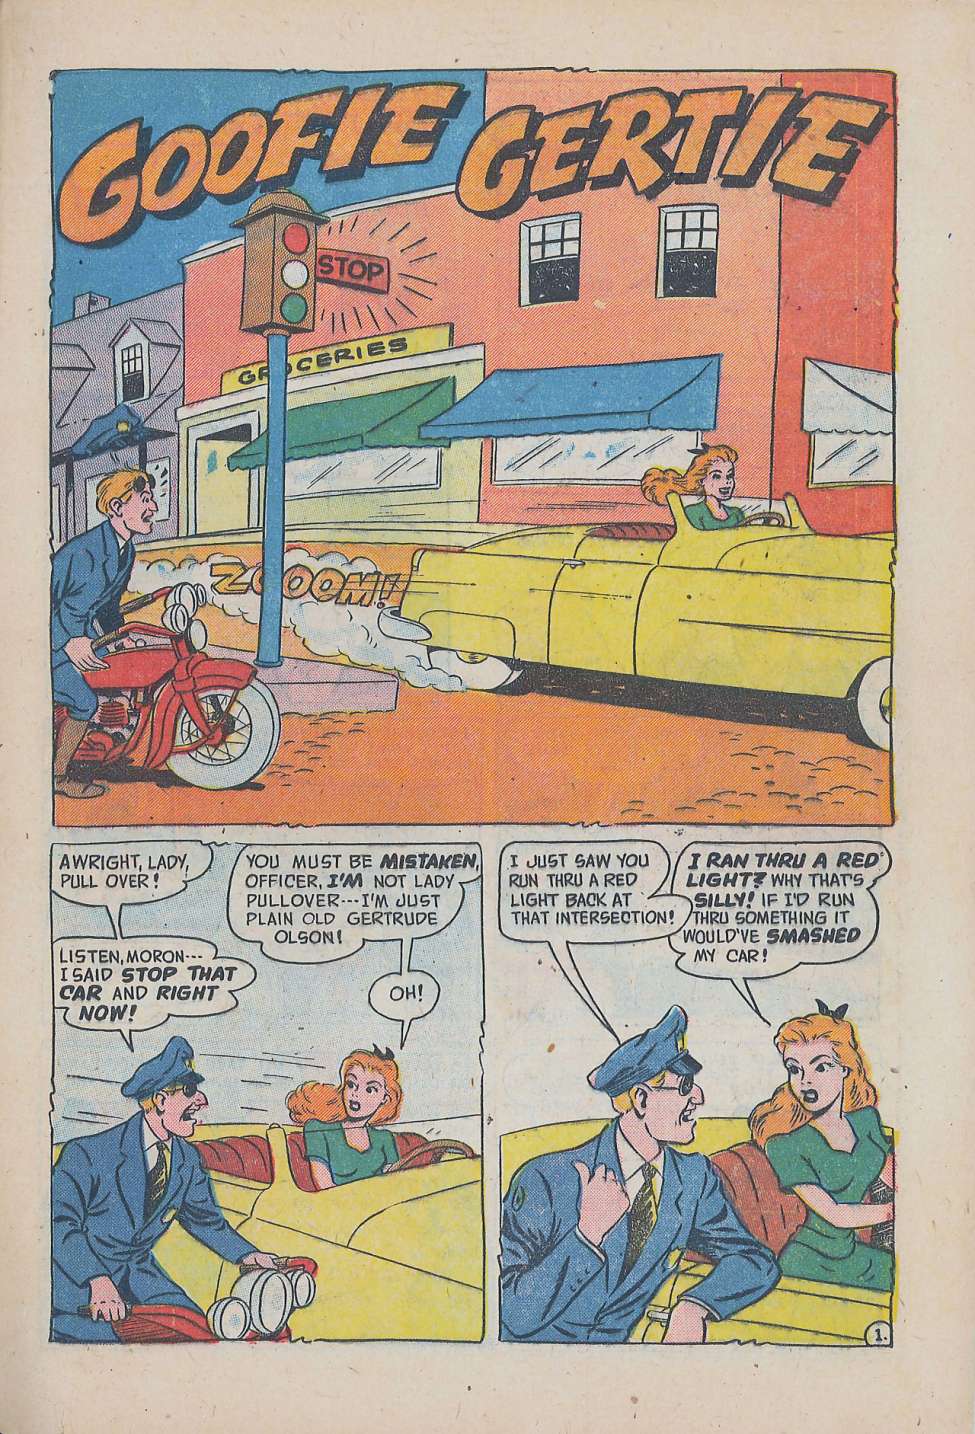 GOOFIE GERTIE
STOP
GROCERIES
ZOOOM!!
AWRIGHT, LADY,
PULL OVER!
YOU MUST BE MISTAKEN,
OFFICER, I'M NOT LADY
PULLOVER---I'M JUST
PLAIN OLD GERTRUDE
OLSON!
LISTEN, MORON---
I SAID STOP THAT
CAR AND RIGHT
NOW!
OH!
I JUST SAW YOU
RUN THRU A RED
LIGHT BACK AT
THAT INTERSECTION!
I RAN THRU A RED
LIGHT? WHY THAT'S
SILLY! IF I'D RUN
THRU SOMETHING IT
WOULD'VE SMASHED
MY CAR!
1.